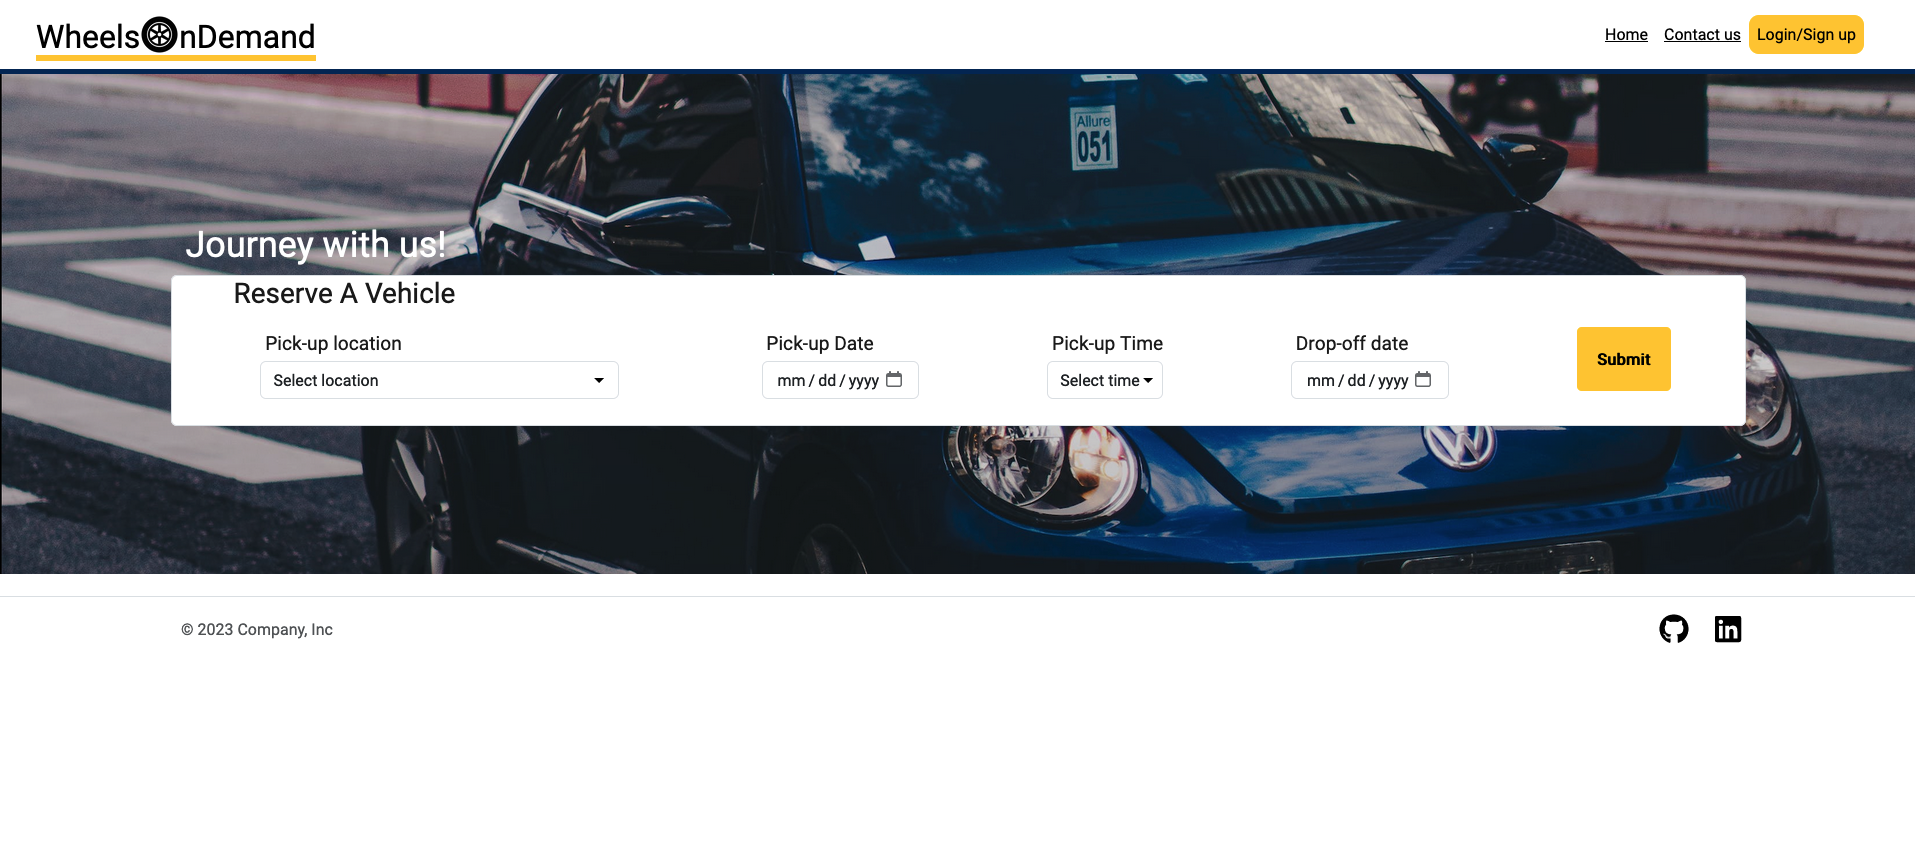 WheelsOnDemand
Home Contact us Login/Sign up
Allure
051
Journey with us!
Reserve A Vehicle
Pick-up location Pick-up Date Pick-up Time Drop-off date
Select location mm / dd / yyyy Select time mm / dd / yyyy
Submit
© 2023 Company, Inc
in